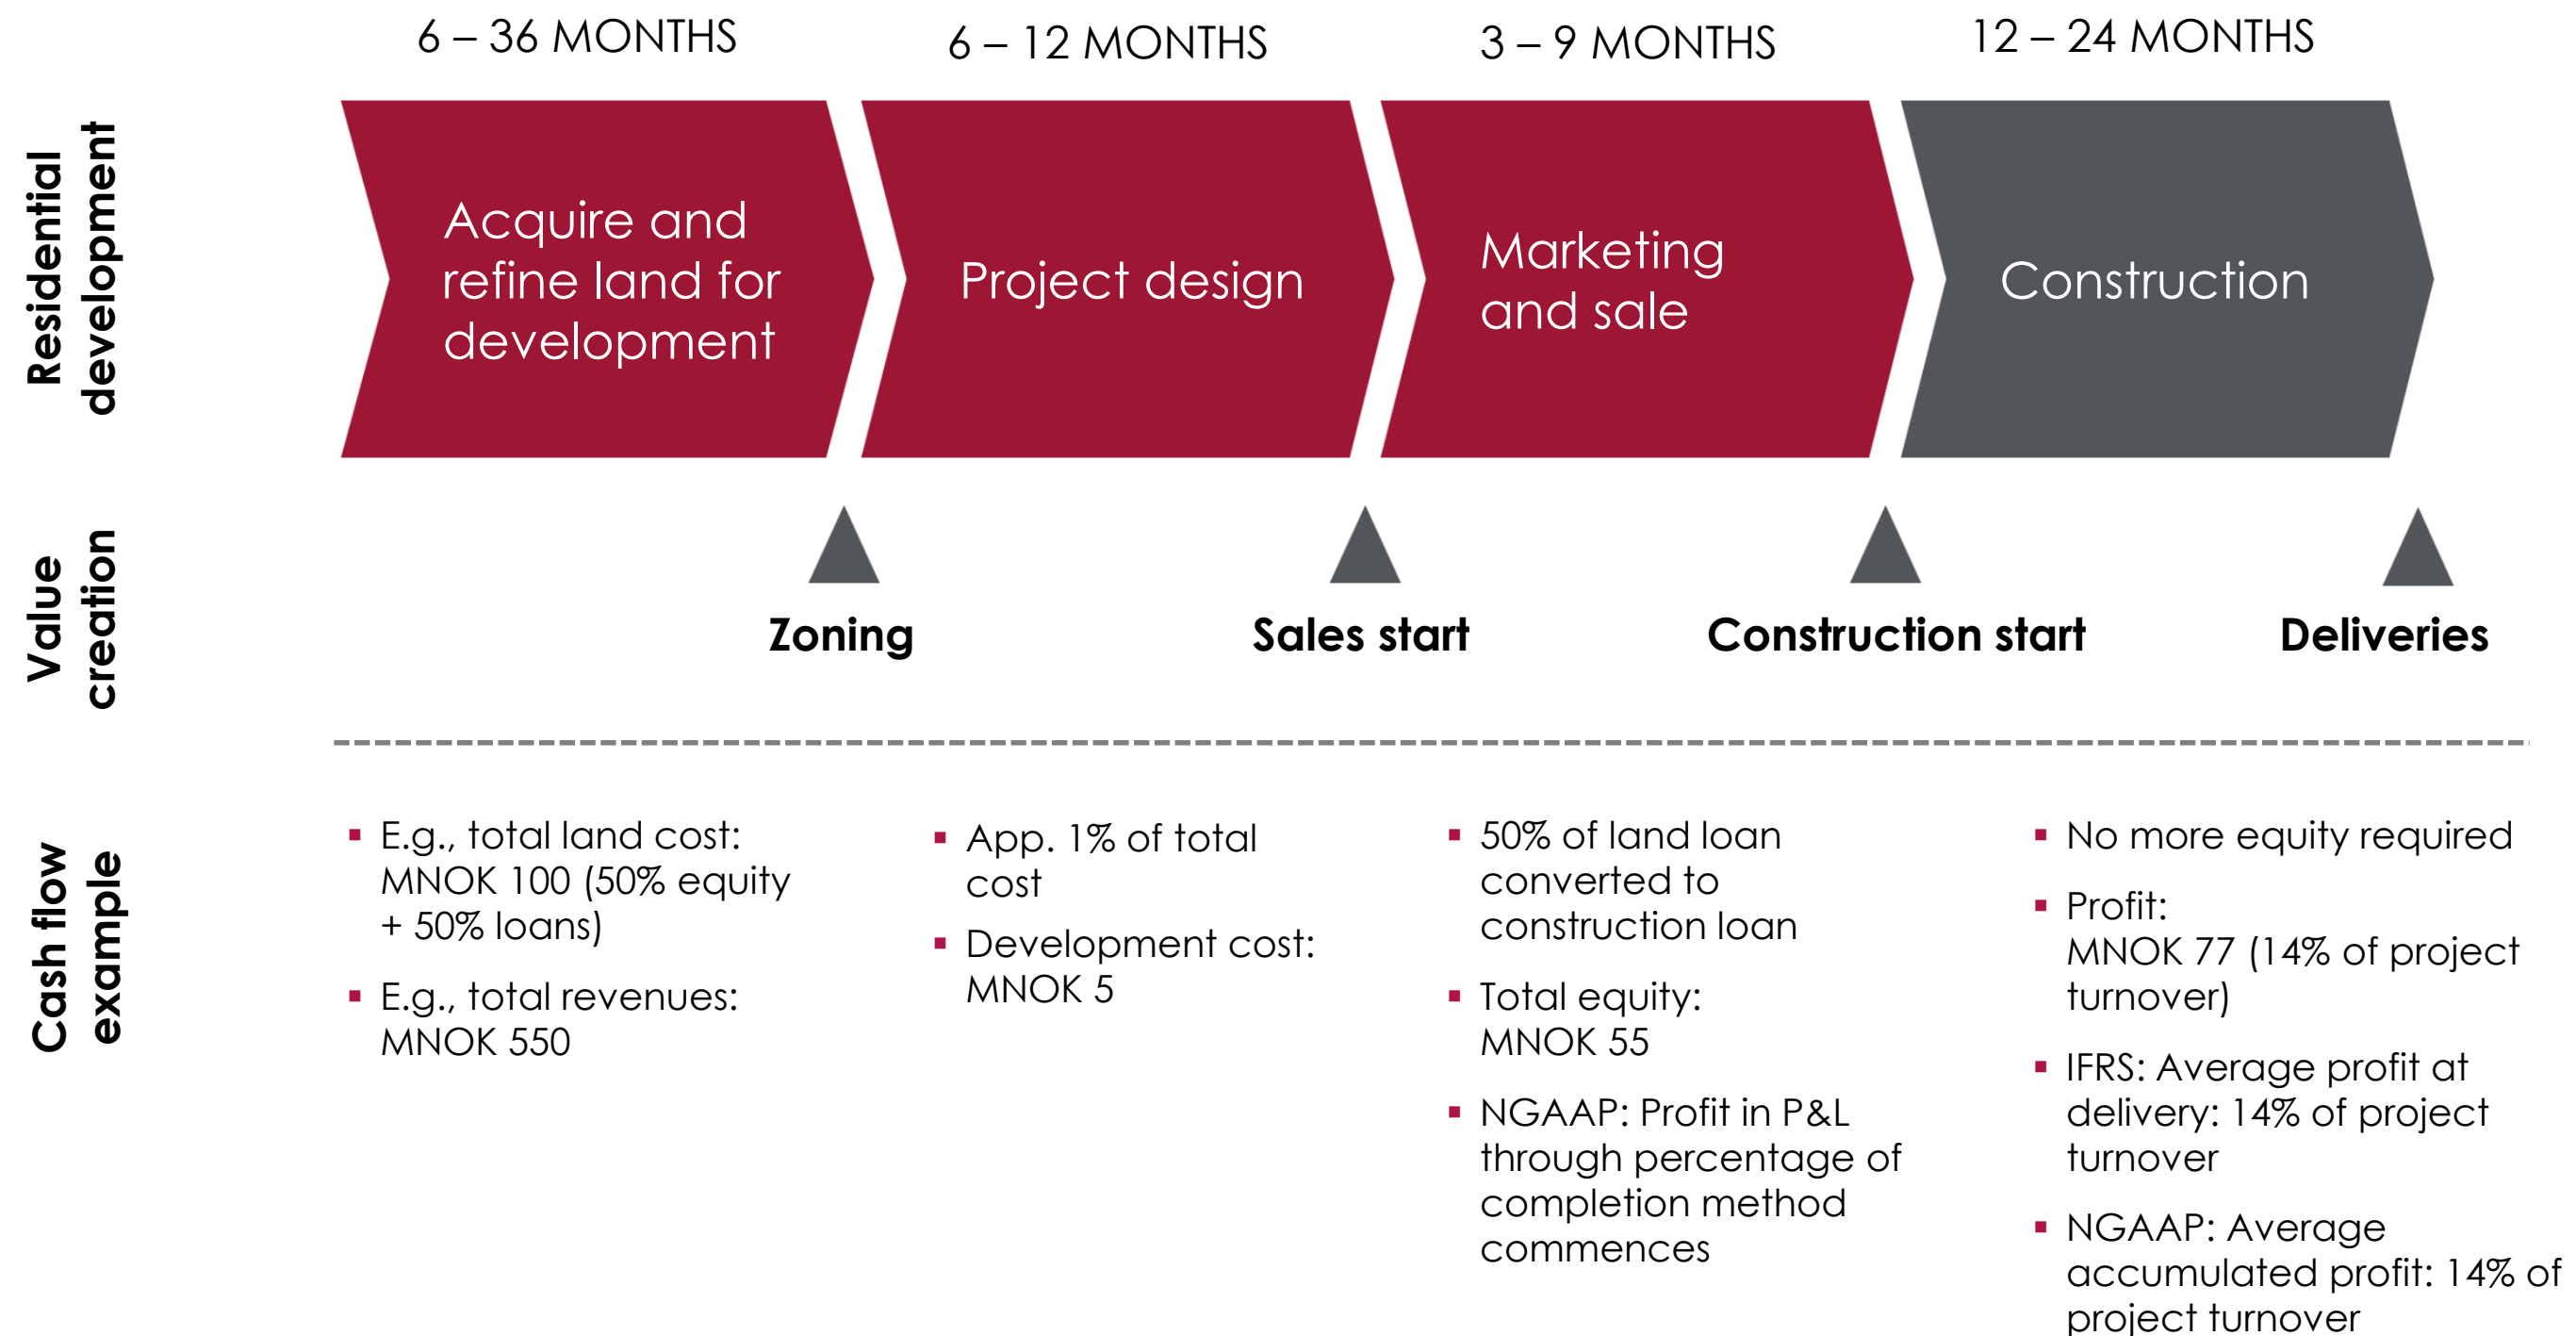 6 – 36 MONTHS
6 – 12 MONTHS
3 – 9 MONTHS
12 – 24 MONTHS
Residential
development
Acquire and
refine land for
development
Project design
Marketing
and sale
Construction
Value
creation
Zoning
Sales start
Construction start
Deliveries
Cash flow
example
▪ E.g., total land cost:
MNOK 100 (50% equity
+ 50% loans)
▪ E.g., total revenues:
MNOK 550
▪ App. 1% of total
cost
▪ Development cost:
MNOK 5
▪ 50% of land loan
converted to
construction loan
▪ Total equity:
MNOK 55
▪ NGAAP: Profit in P&L
through percentage of
completion method
commences
▪ No more equity required
▪ Profit:
MNOK 77 (14% of project
turnover)
▪ IFRS: Average profit at
delivery: 14% of project
turnover
▪ NGAAP: Average
accumulated profit: 14% of
project turnover